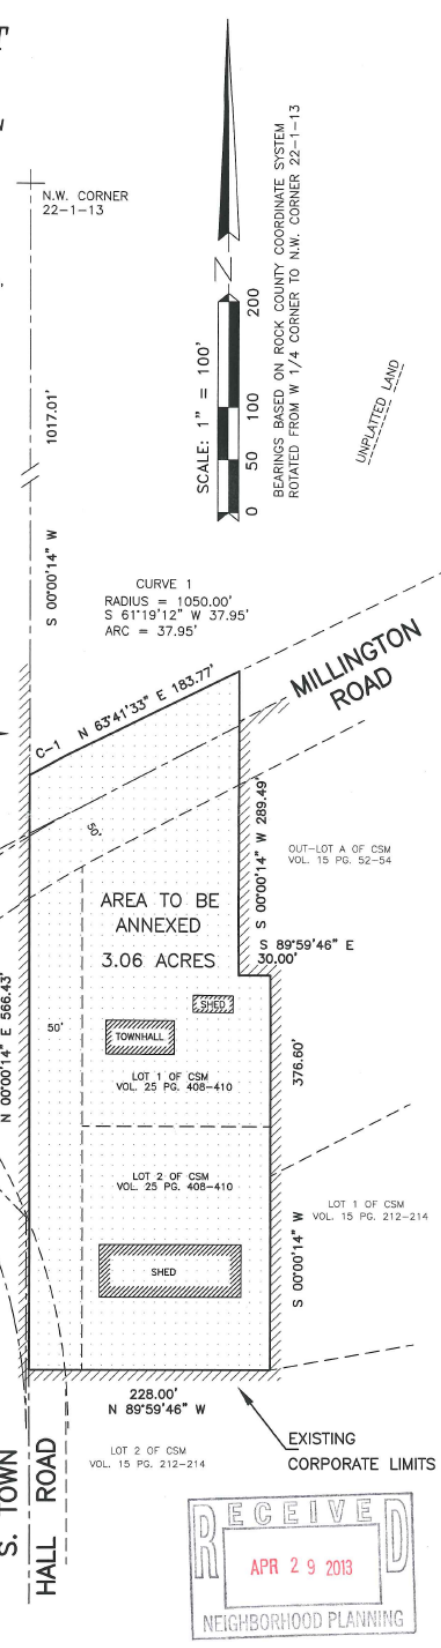 T
N.W. CORNER
22-1-13
1017.01'
S 00°00'14" W
N
SCALE: 1" = 100'
0 50 100 200
BEARINGS BASED ON ROCK COUNTY COORDINATE SYSTEM
ROTATED FROM W 1/4 CORNER TO N.W. CORNER 22-1-13
UNPLATTED LAND
CURVE 1
RADIUS = 1050.00'
S 61°19'12" W 37.95'
ARC = 37.95'
MILLINGTON
ROAD
C-1 N 63°41'33" E 183.77'
50'
S 00°00'14" W 289.49'
OUT-LOT A OF CSM
VOL. 15 PG. 52-54
AREA TO BE
ANNEXED
3.06 ACRES
S 89°59'46" E
30.00'
N 00°00'14" E 566.43'
50'
SHED
TOWNHALL
LOT 1 OF CSM
VOL. 25 PG. 408-410
376.60'
S 00°00'14" W
LOT 2 OF CSM
VOL. 25 PG. 408-410
LOT 1 OF CSM
VOL. 15 PG. 212-214
SHED
228.00'
N 89°59'46" W
EXISTING
CORPORATE LIMITS
LOT 2 OF CSM
VOL. 15 PG. 212-214
S. TOWN
HALL ROAD
RECEIVED
APR 29 2013
NEIGHBORHOOD PLANNING